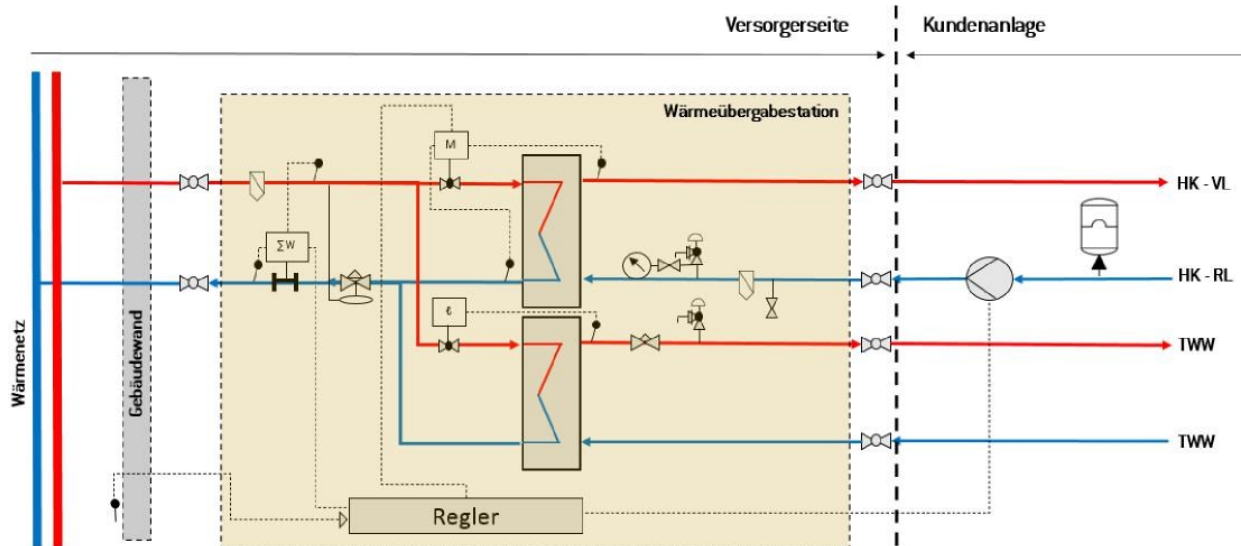 Versorgerseite
Kundenanlage
Wärmeübergabestation
M
HK - VL
ΣW
HK - RL
Wärmenetz
Gebäudewand
TWW
TWW
Regler